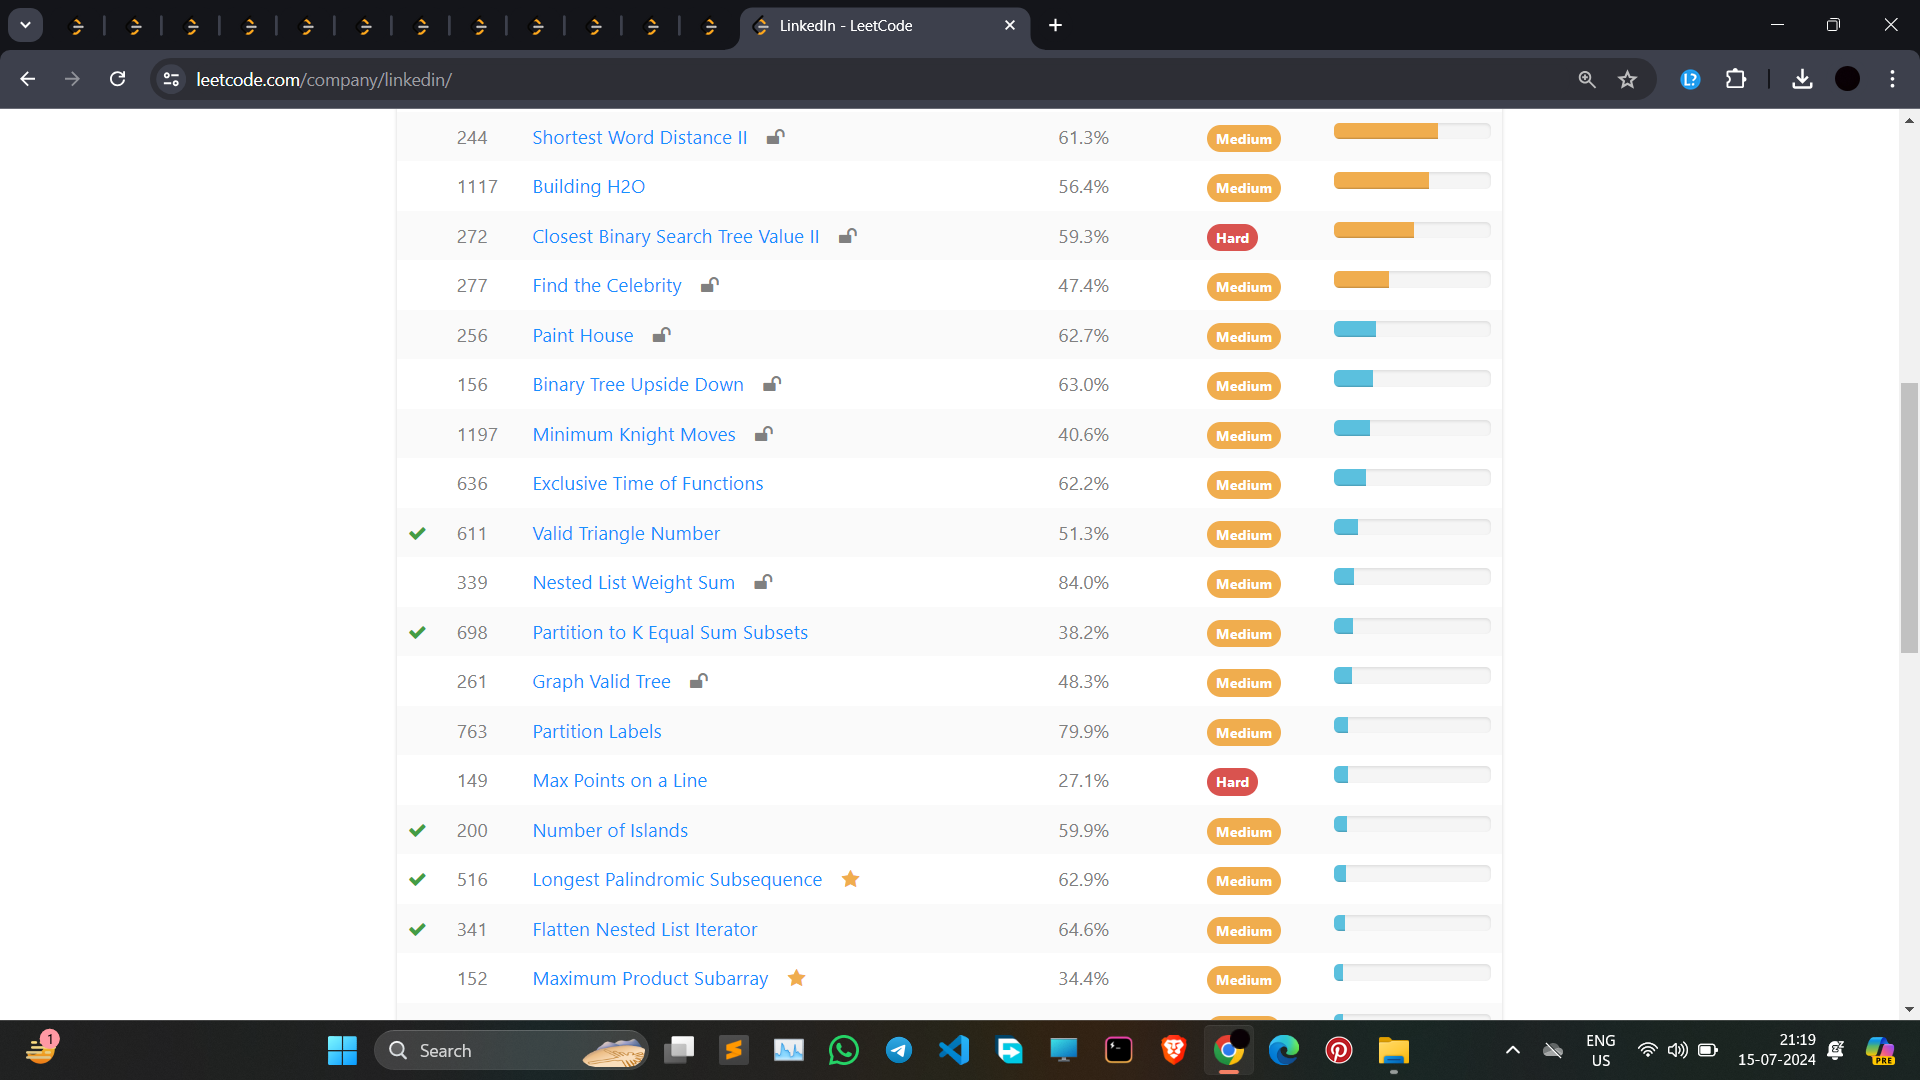 LinkedIn - LeetCode
leetcode.com/company/linkedin/
244 Shortest Word Distance II 61.3% Medium
1117 Building H2O 56.4% Medium
272 Closest Binary Search Tree Value II 59.3% Hard
277 Find the Celebrity 47.4% Medium
256 Paint House 62.7% Medium
156 Binary Tree Upside Down 63.0% Medium
1197 Minimum Knight Moves 40.6% Medium
636 Exclusive Time of Functions 62.2% Medium
611 Valid Triangle Number 51.3% Medium
339 Nested List Weight Sum 84.0% Medium
698 Partition to K Equal Sum Subsets 38.2% Medium
261 Graph Valid Tree 48.3% Medium
763 Partition Labels 79.9% Medium
149 Max Points on a Line 27.1% Hard
200 Number of Islands 59.9% Medium
516 Longest Palindromic Subsequence 62.9% Medium
341 Flatten Nested List Iterator 64.6% Medium
152 Maximum Product Subarray 34.4% Medium
1
Search
ENG
US
21:19
15-07-2024
PRE